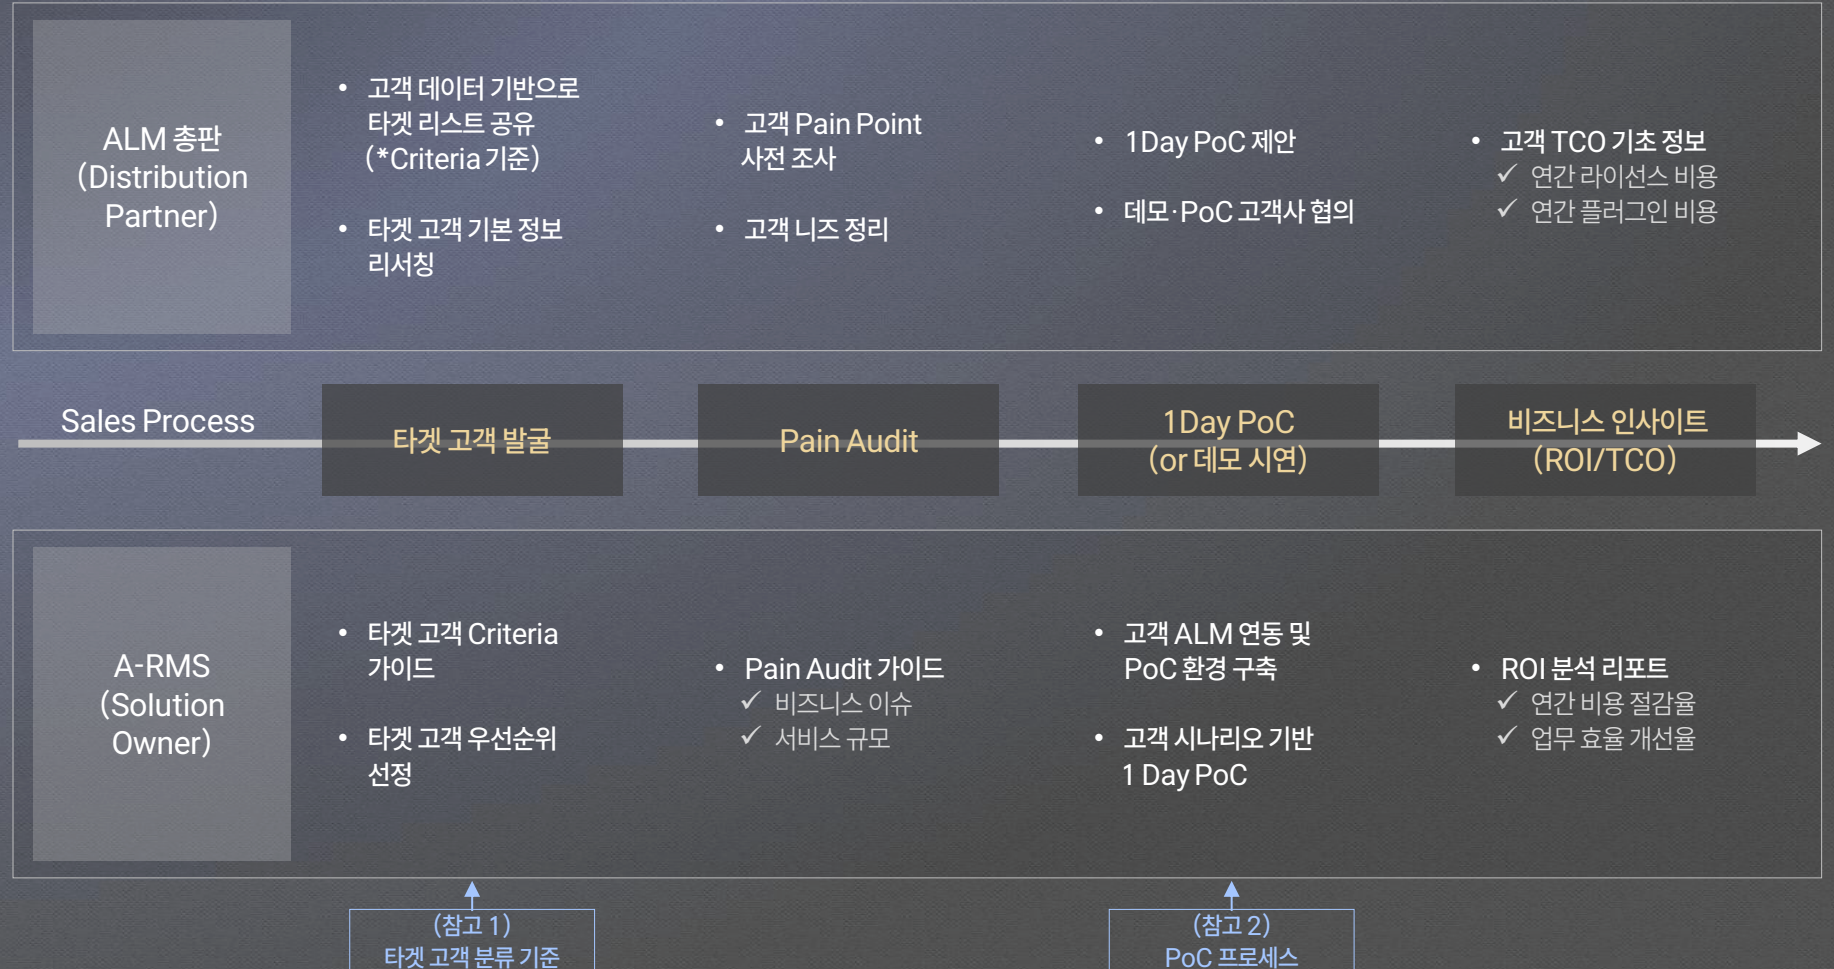 ALM 총판
(Distribution
Partner)
• 고객 데이터 기반으로
타겟 리스트 공유
(*Criteria 기준)
• 타겟 고객 기본 정보
리서칭
• 고객 Pain Point
사전 조사
• 고객 니즈 정리
• 1Day PoC 제안
• 데모·PoC 고객사 협의
• 고객 TCO 기초 정보
✓ 연간 라이선스 비용
✓ 연간 플러그인 비용
Sales Process
타겟 고객 발굴
Pain Audit
1Day PoC
(or 데모 시연)
비즈니스 인사이트
(ROI/TCO)
A-RMS
(Solution
Owner)
• 타겟 고객 Criteria
가이드
• 타겟 고객 우선순위
선정
• Pain Audit 가이드
✓ 비즈니스 이슈
✓ 서비스 규모
• 고객 ALM 연동 및
PoC 환경 구축
• 고객 시나리오 기반
1 Day PoC
• ROI 분석 리포트
✓ 연간 비용 절감율
✓ 업무 효율 개선율
(참고 1)
타겟 고객 분류 기준
(참고 2)
PoC 프로세스